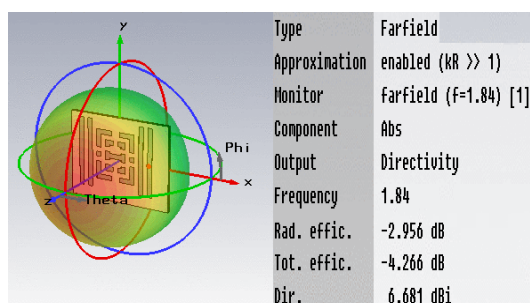 y
Phi
x
z
Theta
Type Farfield
Approximation enabled (kR >> 1)
Monitor farfield (f=1.84) [1]
Component Abs
Output Directivity
Frequency 1.84
Rad. effic. -2.956 dB
Tot. effic. -4.266 dB
Dir. 6.681 dBi